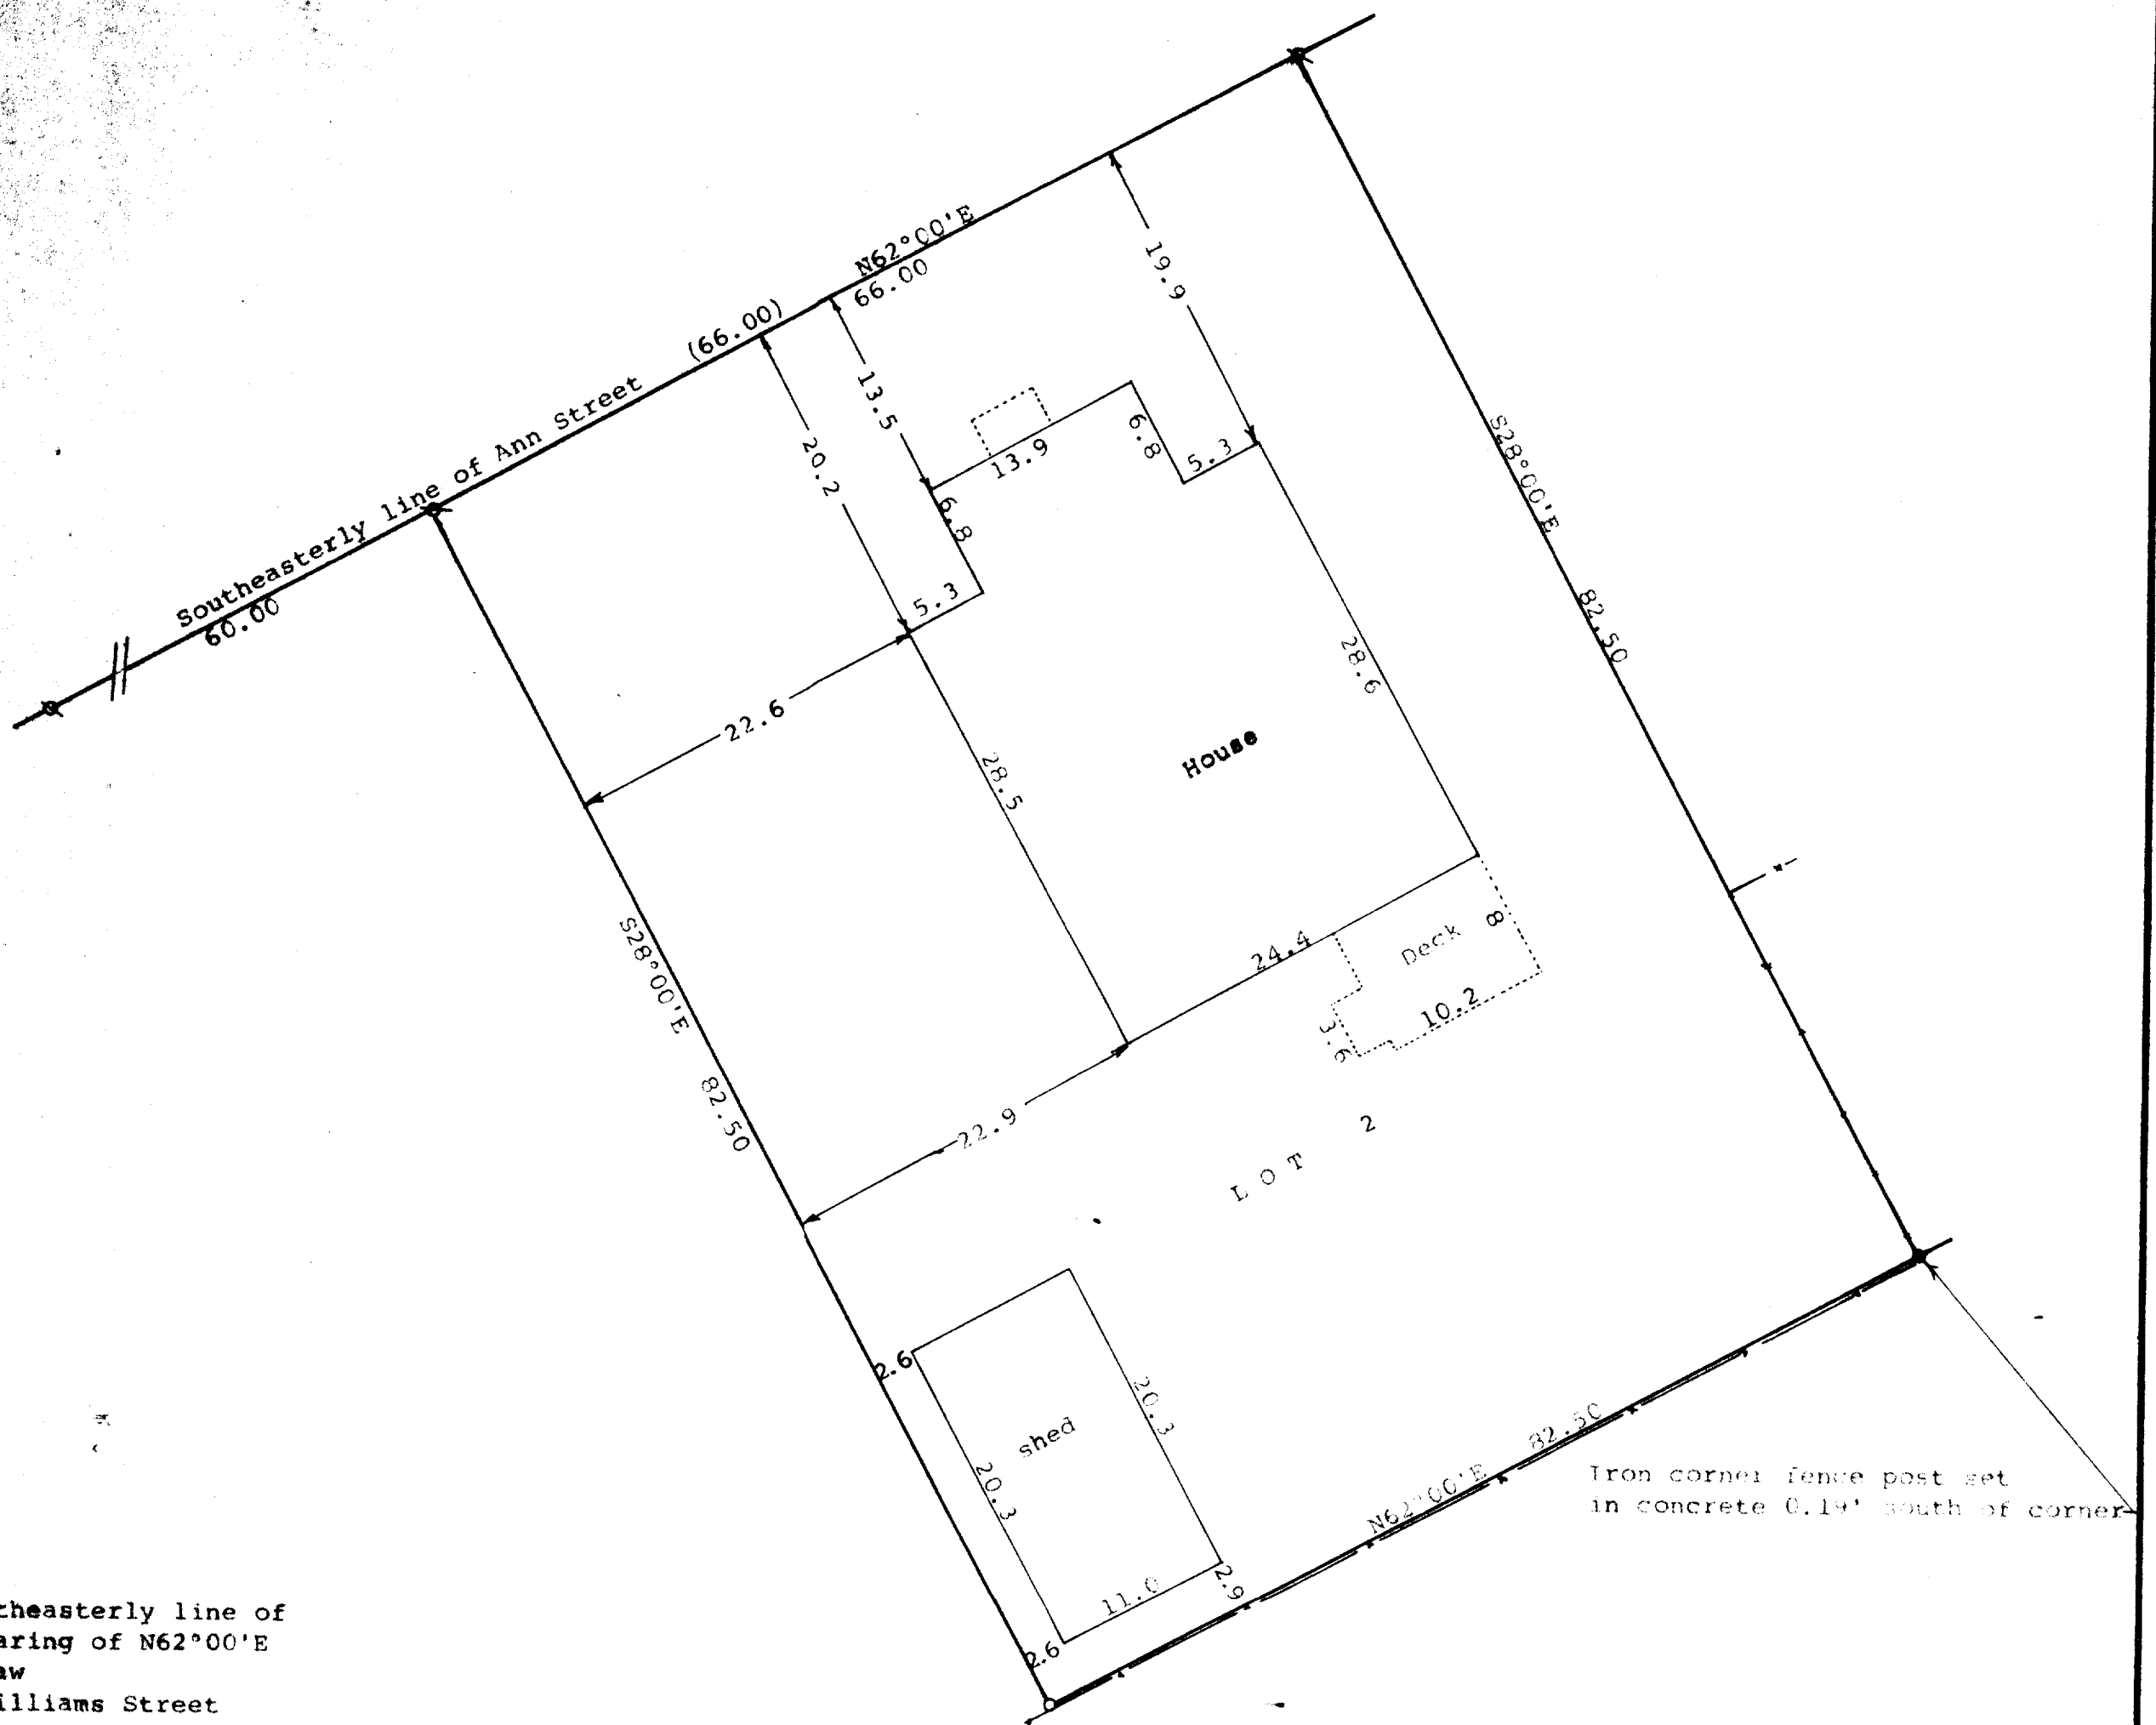 N62°00'E
66.00
(66.00)
Southeasterly line of Ann Street
60.00
19.9
13.5
20.2
13.9
6.8
5.3
6.8
5.3
S28°00'E
82.50
22.6
28.5
28.6
House
24.4
Deck
8
10.2
3.6
S28°00'E
82.50
22.9
LOT 2
2.6
shed
20.3
20.3
11.0
2.9
2.6
N62°00'E
82.50
Iron corner fence post set
in concrete 0.19' south of corner
theasterly line of
aring of N62°00'E
aw
illiams Street